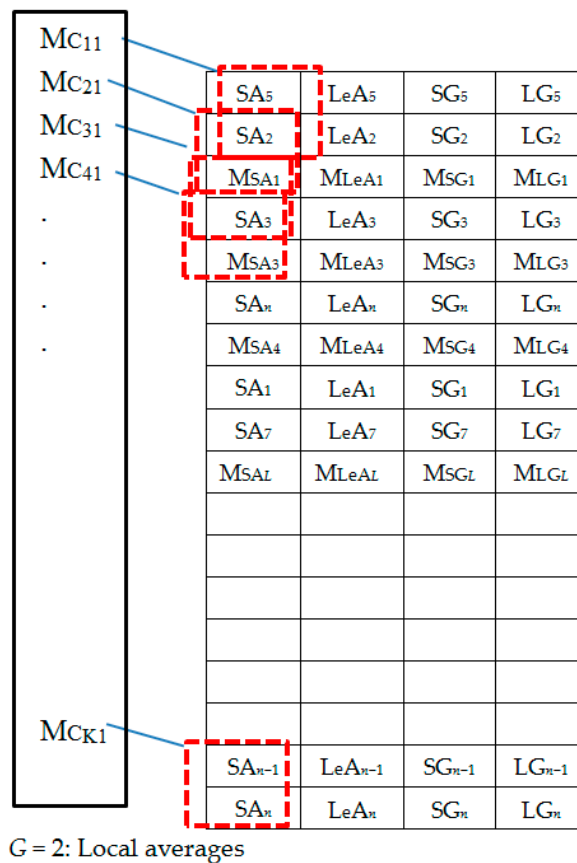 MC11
MC21
MC31
MC41
.
.
.
.
MCK1
SA5 LeA5 SG5 LG5
SA2 LeA2 SG2 LG2
MSA1 MLeA1 MSG1 MLG1
SA3 LeA3 SG3 LG3
MSA3 MLeA3 MSG3 MLG3
SAn LeAn SGn LGn
MSA4 MLeA4 MSG4 MLG4
SA1 LeA1 SG1 LG1
SA7 LeA7 SG7 LG7
MSAL MLeAL MSGL MLGL
SAn−1 LeAn−1 SGn−1 LGn−1
SAn LeAn SGn LGn
G = 2: Local averages